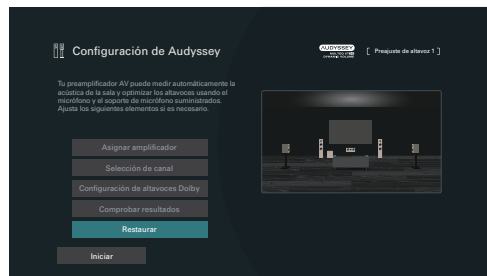 Configuración de Audyssey
AUDYSSEY
DYNAMIC VOLUME
[ Preajuste de altavoz 1 ]
Tu preamplificador AV puede medir automáticamente la
acústica de la sala y optimizar los altavoces usando el
micrófono y el soporte de micrófono suministrados.
Ajusta los siguientes elementos si es necesario.
Asignar amplificador
Selección de canal
Configuración de altavoces Dolby
Comprobar resultados
Restaurar
Iniciar